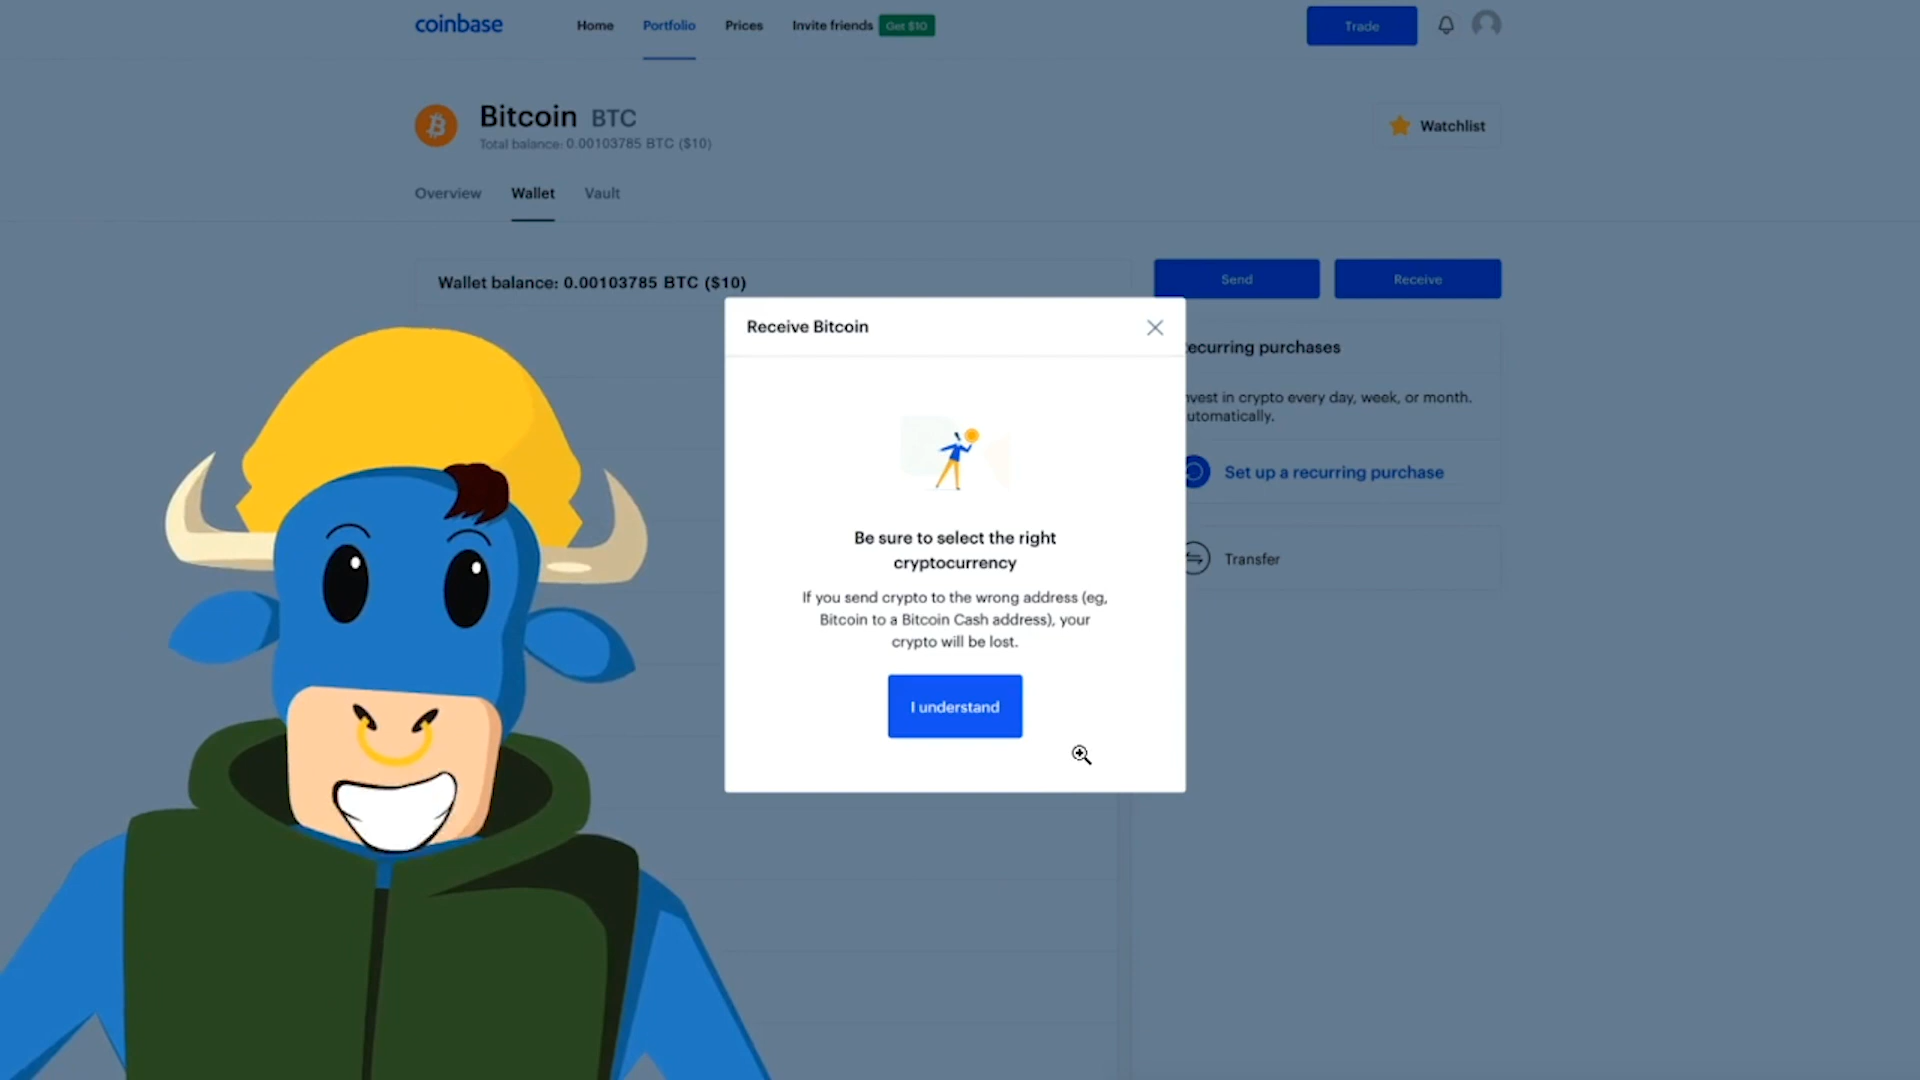 coinbase
Home Portfolio Prices Invite friends Get $10 Trade
Bitcoin BTC
Total balance: 0.00103785 BTC ($10)
Watchlist
Overview Wallet Vault
Wallet balance: 0.00103785 BTC ($10)
Send Receive
Receive Bitcoin
ecurring purchases
nvest in crypto every day, week, or month.
utomatically.
Set up a recurring purchase
Transfer
Be sure to select the right
cryptocurrency
If you send crypto to the wrong address (eg,
Bitcoin to a Bitcoin Cash address), your
crypto will be lost.
I understand